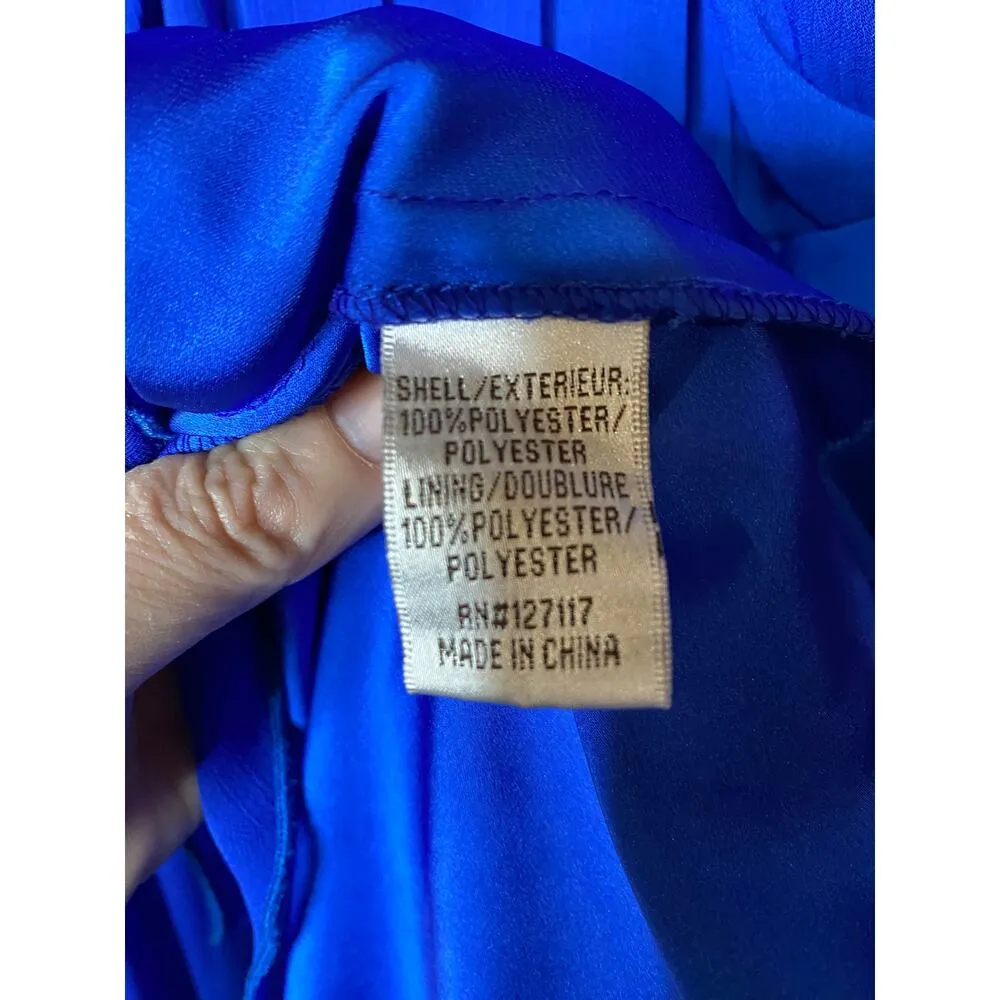 SHELL/EXTERIEUR:
100%POLYESTER/
POLYESTER
LINING/DOUBLURE
100%POLYESTER/
POLYESTER
RN#127117
MADE IN CHINA